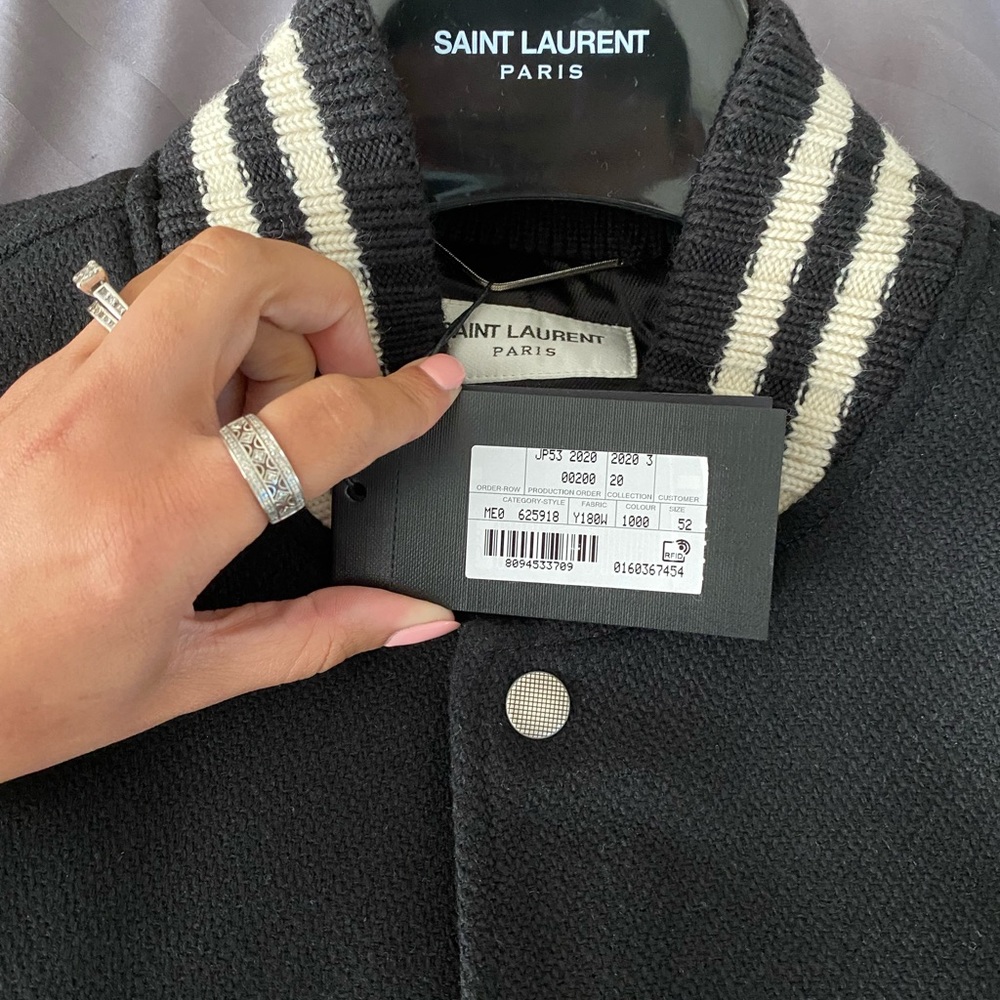 SAINT LAURENT
PARIS
SAINT LAURENT
PARIS
JP53 2020 2020 3
00200 20
ORDER-ROW PRODUCTION ORDER COLLECTION CUSTOMER
CATEGORY-STYLE FABRIC COLOUR SIZE
ME0 625918 Y180W 1000 52
RFID
8094533709 0160367454